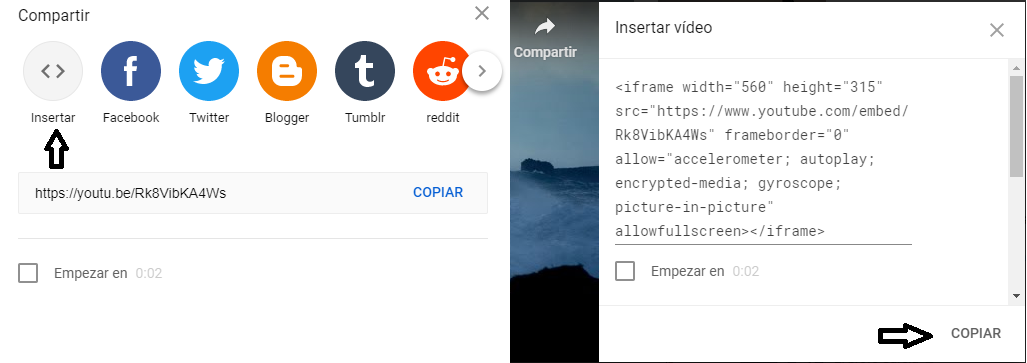 Compartir
Insertar
Facebook
Twitter
Blogger
Tumblr
reddit
https://youtu.be/Rk8VibKA4Ws
COPIAR
Empezar en 0:02
Compartir
Insertar vídeo
<iframe width="560" height="315"
src="https://www.youtube.com/embed/
Rk8VibKA4Ws" frameborder="0"
allow="accelerometer; autoplay;
encrypted-media; gyroscope;
picture-in-picture"
allowfullscreen></iframe>
Empezar en 0:02
COPIAR